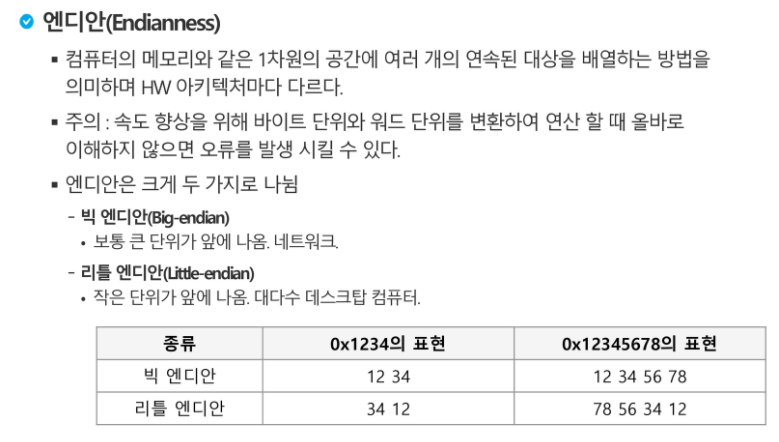 엔디안(Endianness)
▪ 컴퓨터의 메모리와 같은 1차원의 공간에 여러 개의 연속된 대상을 배열하는 방법을
의미하며 HW 아키텍처마다 다르다.
▪ 주의 : 속도 향상을 위해 바이트 단위와 워드 단위를 변환하여 연산 할 때 올바로
이해하지 않으면 오류를 발생 시킬 수 있다.
▪ 엔디안은 크게 두 가지로 나뉨
- 빅 엔디안(Big-endian)
• 보통 큰 단위가 앞에 나옴. 네트워크.
- 리틀 엔디안(Little-endian)
• 작은 단위가 앞에 나옴. 대다수 데스크탑 컴퓨터.
종류 0x1234의 표현 0x12345678의 표현
빅 엔디안 12 34 12 34 56 78
리틀 엔디안 34 12 78 56 34 12